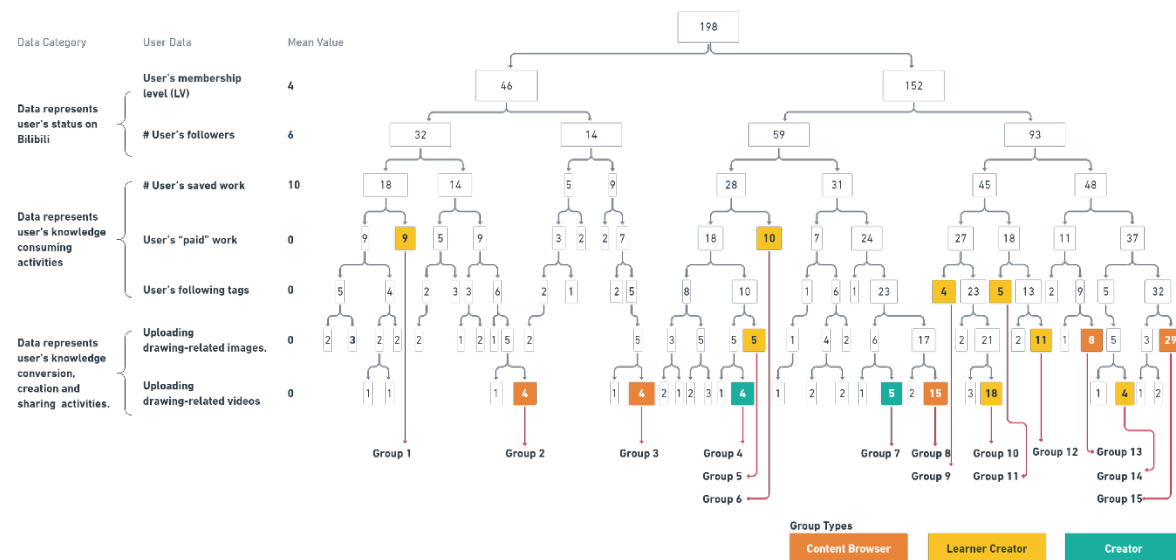 198
Data Category User Data Mean Value
User's membership
level (LV) 4 46 152
Data represents
user's status on
Bilibili
# User's followers 6 32 14 59 93
# User's saved work 10 18 14 5 9 28 31 45 48
Data represents
user's knowledge
consuming
activities
User's “paid” work 0 9 9 5 9 3 2 2 7 18 10 7 24 27 18 11 37
User's following tags 0 5 4 2 3 3 6 2 1 2 5 8 10 1 6 1 23 4 23 5 13 2 9 5 32
Data represents
user's knowledge
conversion,
creation and
sharing activities.
Uploading
drawing-related images. 0 2 3 2 2 2 1 2 1 5 2 5 3 5 5 5 1 4 2 6 17 2 21 2 11 1 8 5 3 29
Uploading
drawing-related videos 0 1 1 1 4 1 4 2 1 2 3 1 4 1 2 2 1 5 2 15 3 18 1 4 1 2
Group 1 Group 2 Group 3 Group 4 Group 7 Group 8 Group 10 Group 12 Group 13
Group 5 Group 9 Group 11 Group 14
Group 6 Group 15
Group Types
Content Browser Learner Creator Creator